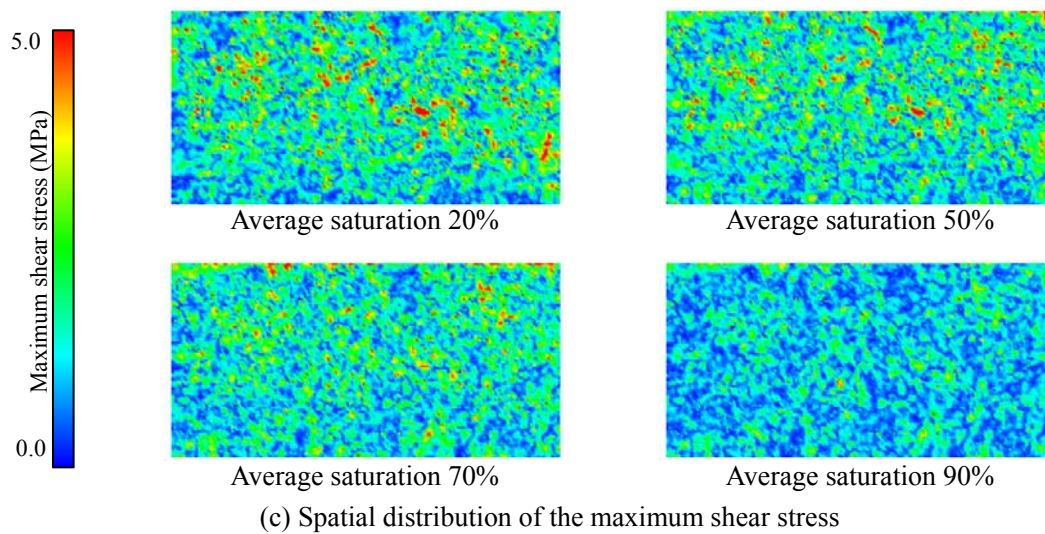 5.0
Maximum shear stress (MPa)
0.0
Average saturation 20%
Average saturation 50%
Average saturation 70%
Average saturation 90%
(c) Spatial distribution of the maximum shear stress